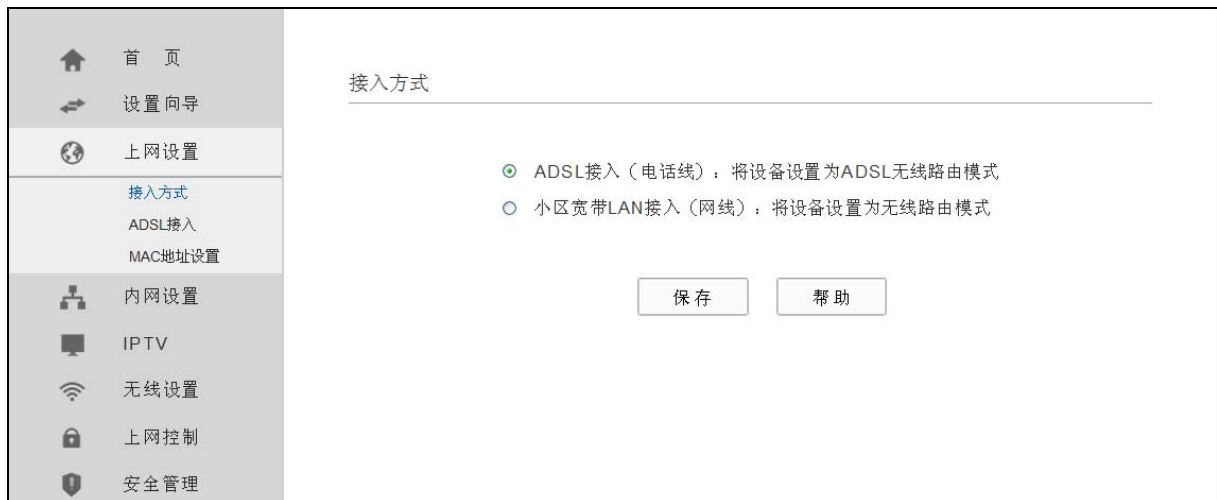 首 页
设置向导
上网设置
接入方式
ADSL接入
MAC地址设置
内网设置
IPTV
无线设置
上网控制
安全管理
接入方式
ADSL接入（电话线）：将设备设置为ADSL无线路由模式
小区宽带LAN接入（网线）：将设备设置为无线路由模式
保存 帮助